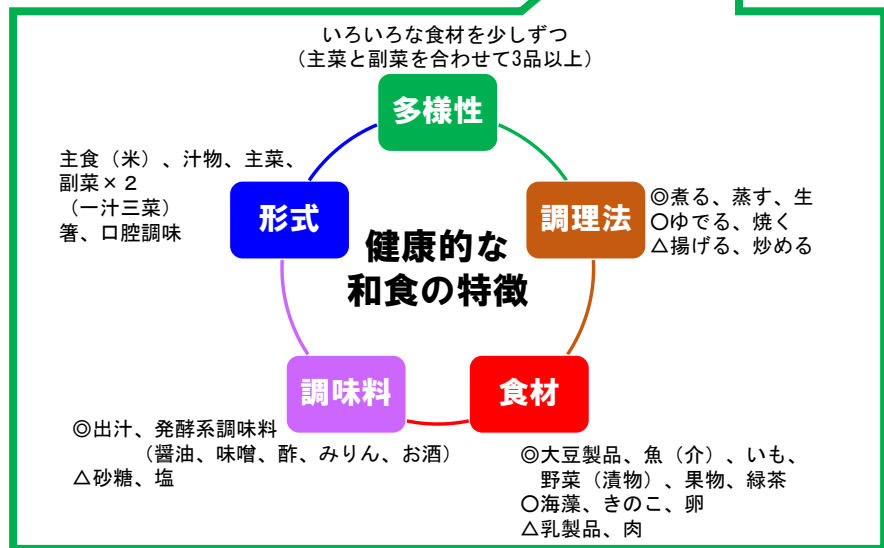 いろいろな食材を少しずつ
（主菜と副菜を合わせて3品以上）
多様性
主食（米）、汁物、主菜、
副菜×２
（一汁三菜）
箸、口腔調味
形式
調理法
◎煮る、蒸す、生
〇ゆでる、焼く
△揚げる、炒める
健康的な
和食の特徴
調味料
◎出汁、発酵系調味料
（醤油、味噌、酢、みりん、お酒）
△砂糖、塩
食材
◎大豆製品、魚（介）、いも、
野菜（漬物）、果物、緑茶
〇海藻、きのこ、卵
△乳製品、肉